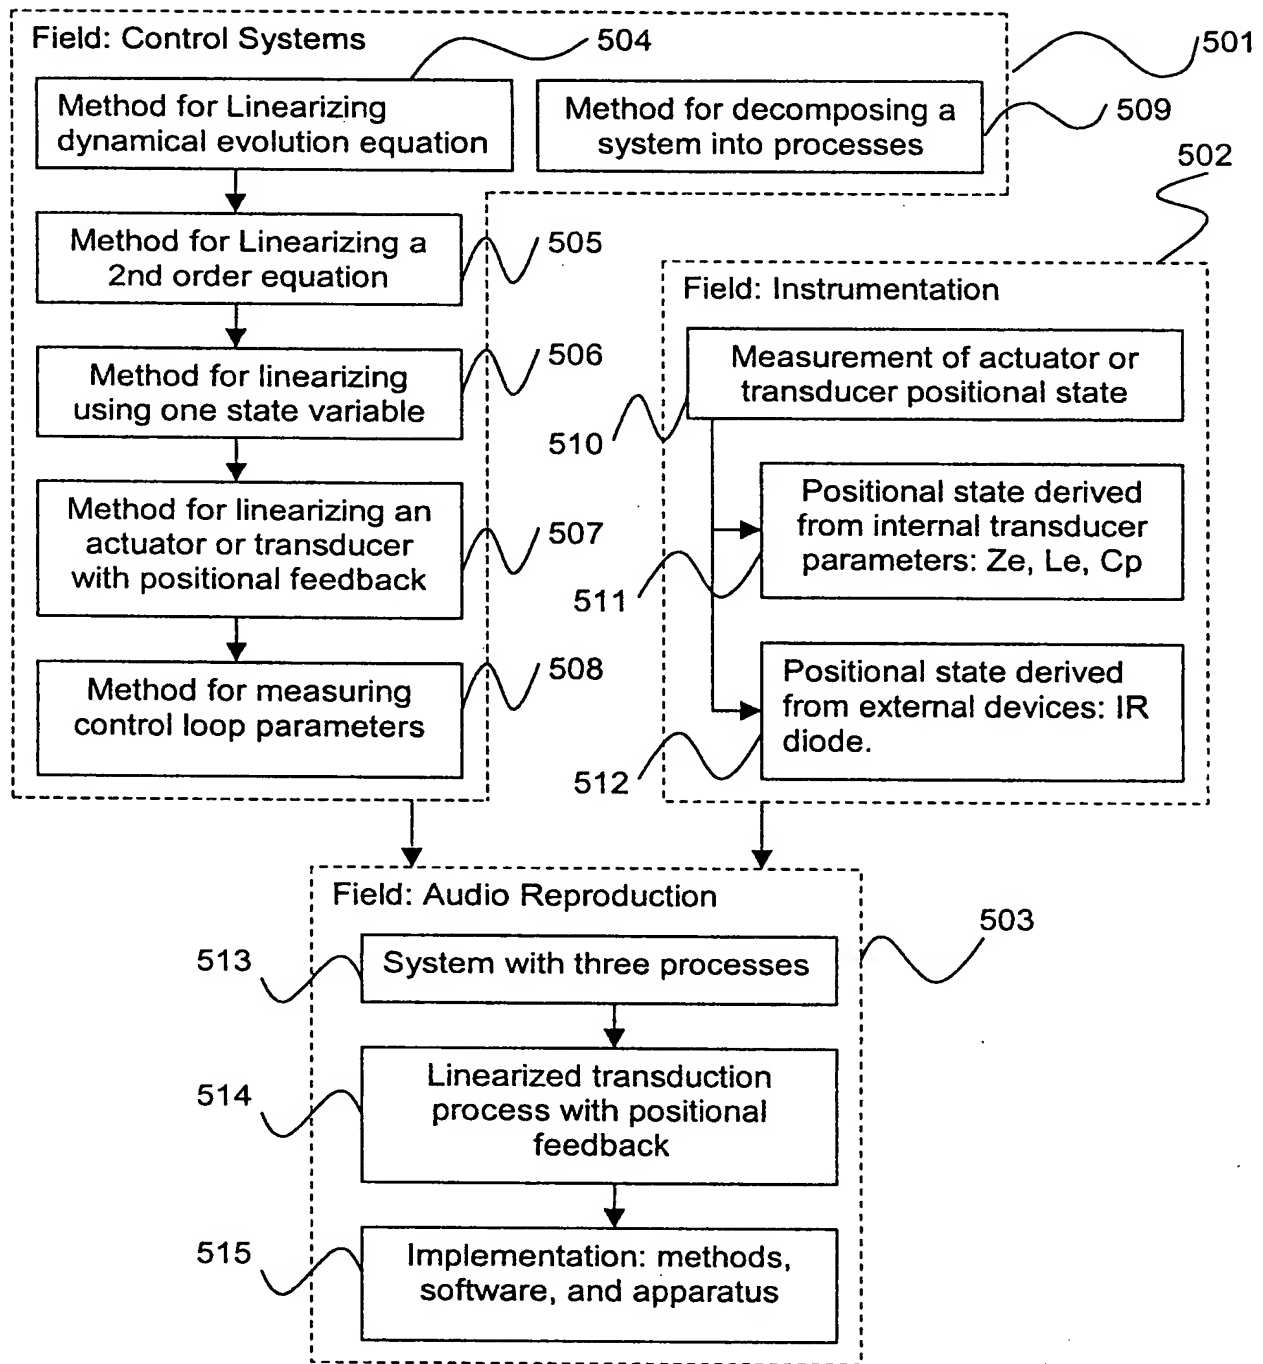 Field: Control Systems
504
501
Method for Linearizing
dynamical evolution equation
Method for decomposing a
system into processes
509
502
Method for Linearizing a
2nd order equation
505
Field: Instrumentation
Method for linearizing
using one state variable
506
Measurement of actuator or
transducer positional state
510
Method for linearizing an
actuator or transducer
with positional feedback
507
Positional state derived
from internal transducer
parameters: Ze, Le, Cp
511
Method for measuring
control loop parameters
508
Positional state derived
from external devices: IR
diode.
512
Field: Audio Reproduction
503
513
System with three processes
514
Linearized transduction
process with positional
feedback
515
Implementation: methods,
software, and apparatus